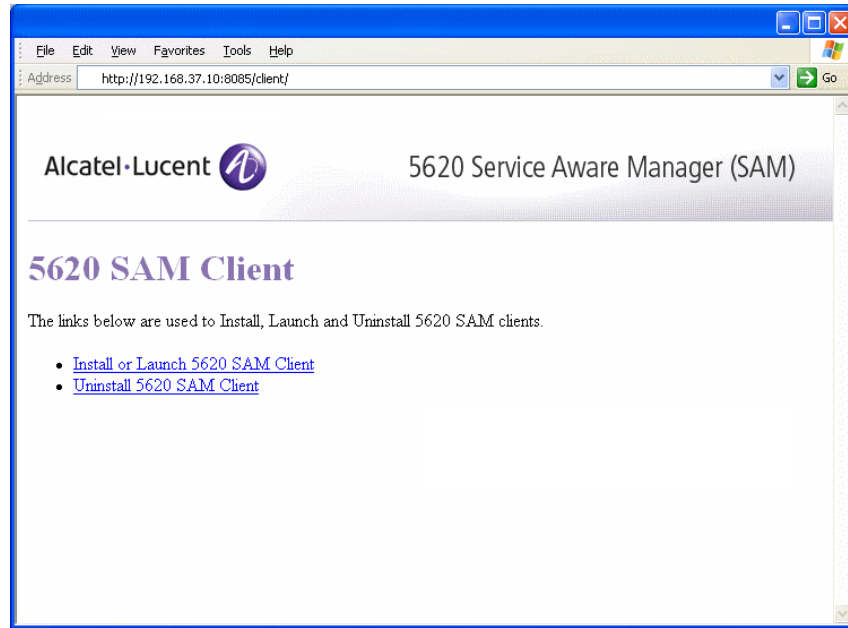 File Edit View Favorites Tools Help
Address http://192.168.37.10:8085/client/ Go
Alcatel·Lucent 5620 Service Aware Manager (SAM)
5620 SAM Client
The links below are used to Install, Launch and Uninstall 5620 SAM clients.
• Install or Launch 5620 SAM Client
• Uninstall 5620 SAM Client